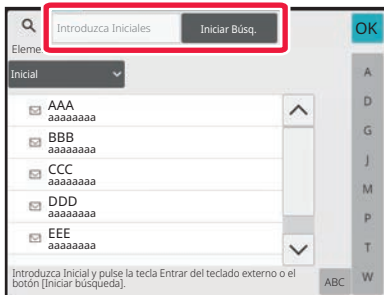 Introduzca Iniciales
Iniciar Búsq.
OK
Eleme
Inicial
AAA
aaaaaaaa
BBB
aaaaaaaa
CCC
aaaaaaaa
DDD
aaaaaaaa
EEE
aaaaaaaa
A
D
G
J
M
P
T
W
Introduzca Inicial y pulse la tecla Entrar del teclado externo o el
botón [Iniciar búsqueda].
ABC